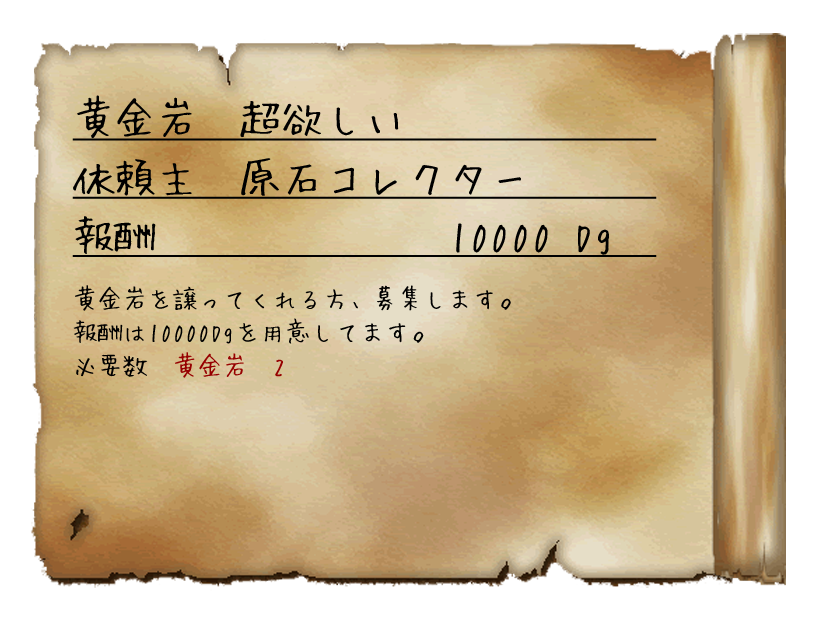 黄金岩　超欲しい
依頼主　原石コレクター
報酬　10000 Dg
黄金岩を譲ってくれる方、募集します。
報酬は10000Dgを用意してます。
必要数　黄金岩　2